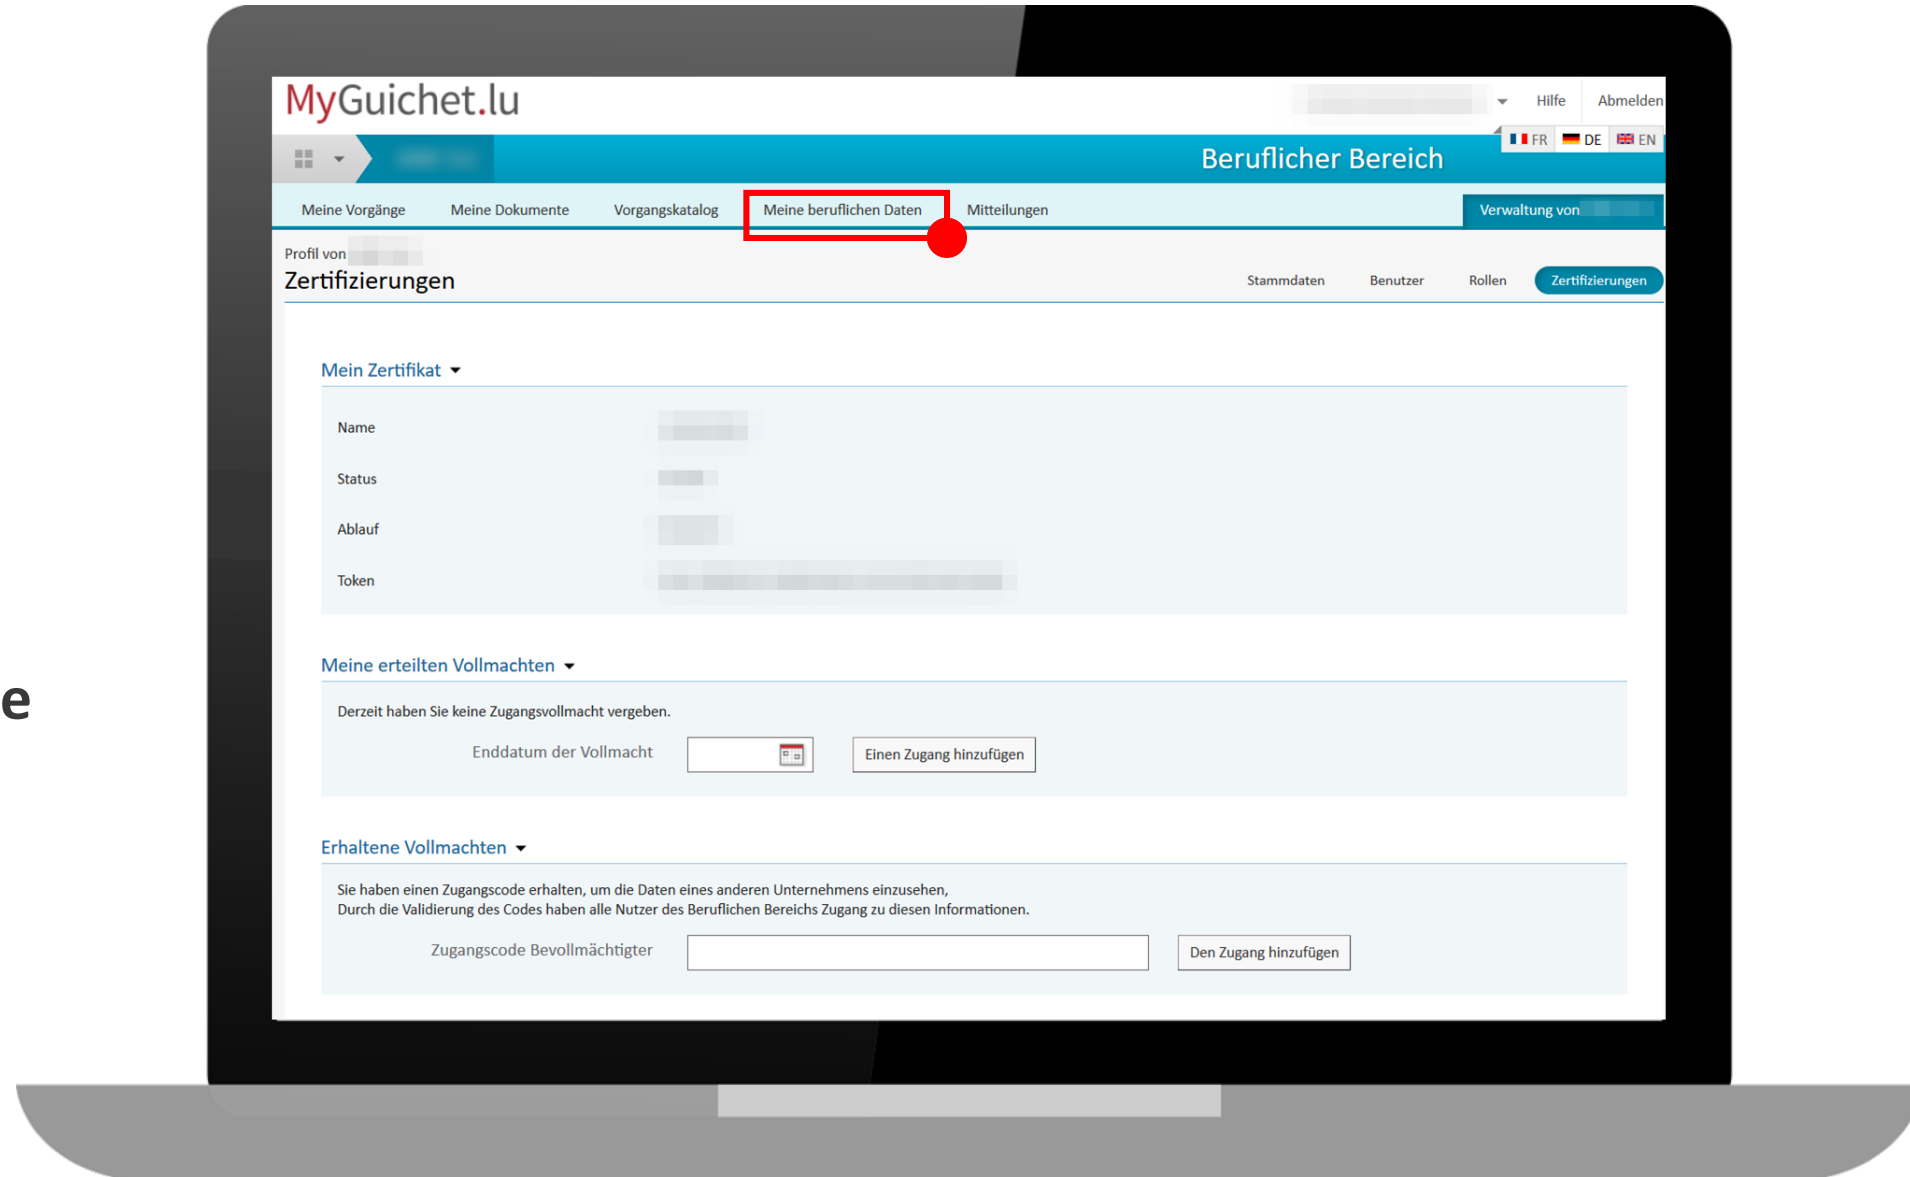 MyGuichet.lu
Hilfe
Abmelden
FR
DE
EN
Beruflicher Bereich
Meine Vorgänge
Meine Dokumente
Vorgangskatalog
Meine beruflichen Daten
Mitteilungen
Verwaltung von
Profil von
Zertifizierungen
Stammdaten
Benutzer
Rollen
Zertifizierungen
Mein Zertifikat
Name
Status
Ablauf
Token
Meine erteilten Vollmachten
e
Derzeit haben Sie keine Zugangsvollmacht vergeben.
Enddatum der Vollmacht
Einen Zugang hinzufügen
Erhaltene Vollmachten
Sie haben einen Zugangscode erhalten, um die Daten eines anderen Unternehmens einzusehen,
Durch die Validierung des Codes haben alle Nutzer des Beruflichen Bereichs Zugang zu diesen Informationen.
Zugangscode Bevollmächtigter
Den Zugang hinzufügen